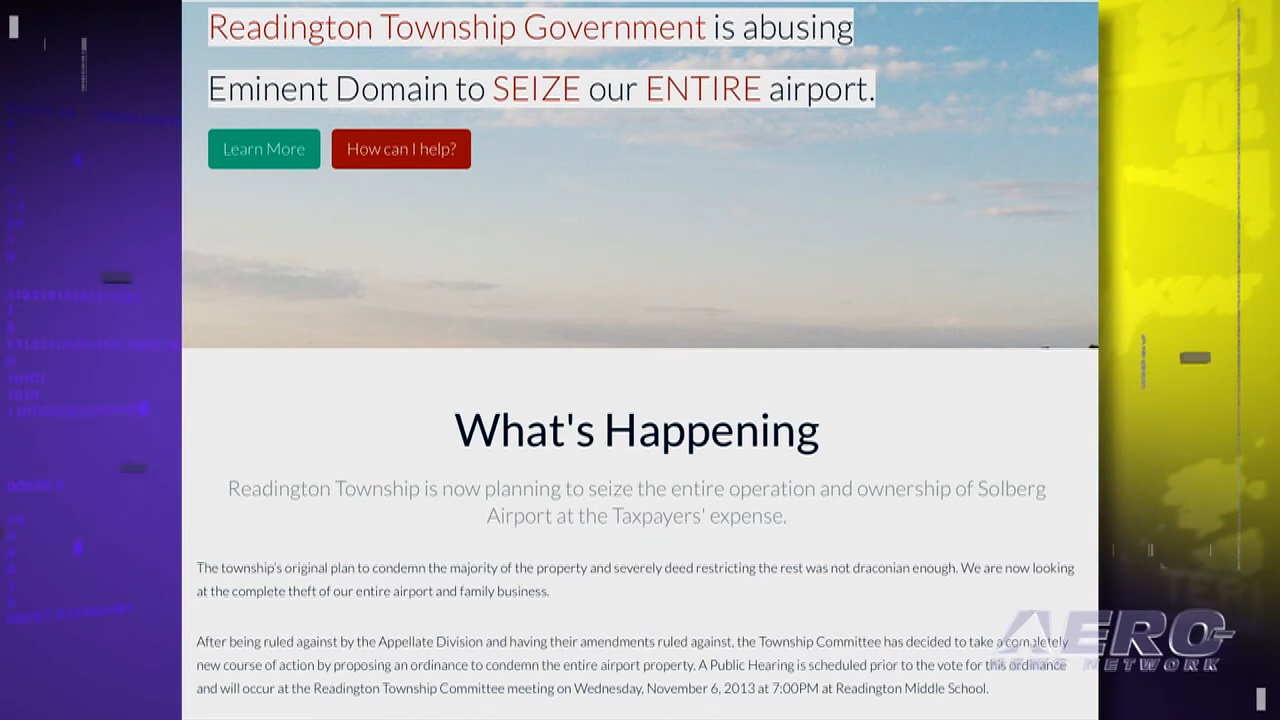 Readington Township Government is abusing
Eminent Domain to SEIZE our ENTIRE airport.
Learn More
How can I help?
What's Happening
Readington Township is now planning to seize the entire operation and ownership of Solberg
Airport at the Taxpayers' expense.
The township's original plan to condemn the majority of the property and severely deed restricting the rest was not draconian enough. We are now looking
at the complete theft of our entire airport and family business.
After being ruled against by the Appellate Division and having their amendments ruled against, the Township Committee has decided to take a completely
new course of action by proposing an ordinance to condemn the entire airport property. A Public Hearing is scheduled prior to the vote for this ordinance
and will occur at the Readington Township Committee meeting on Wednesday, November 6, 2013 at 7:00PM at Readington Middle School.
AERO-
NETWORK